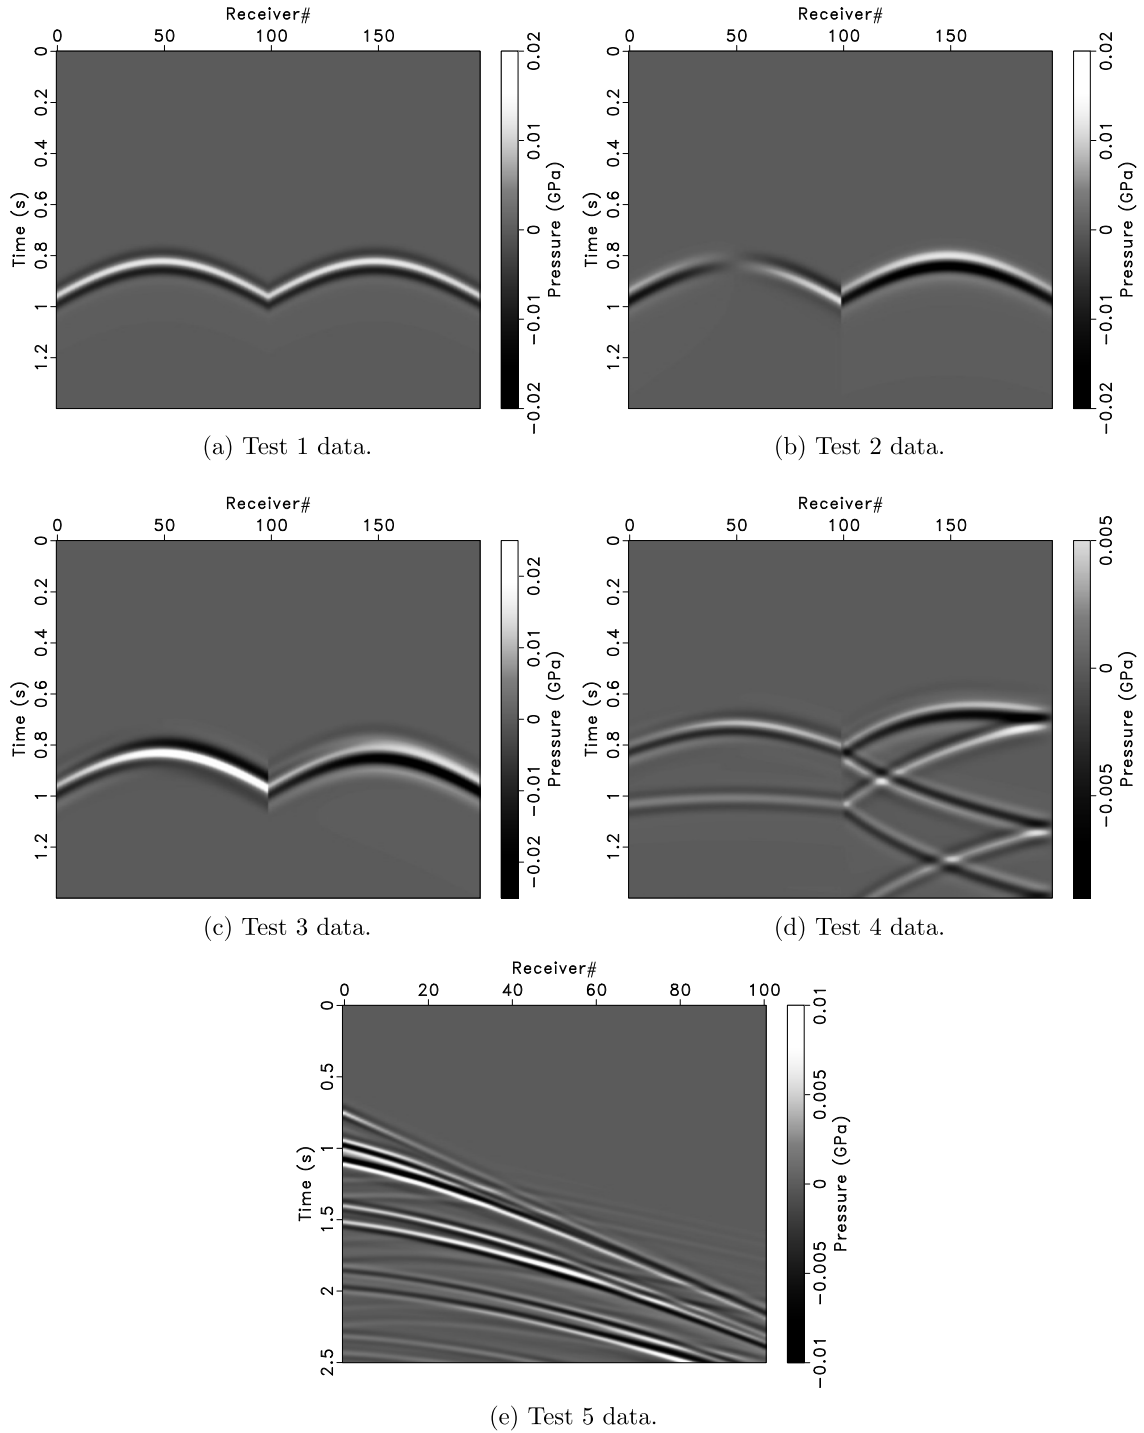 Receiver#
0 50 100 150
0 0.2 0.4 0.6 0.8 1 1.2
Time (s)
0.02 0.01 0 −0.01 −0.02
Pressure (GPa)
(a) Test 1 data.
Receiver#
0 50 100 150
0 0.2 0.4 0.6 0.8 1 1.2
Time (s)
0.02 0.01 0 −0.01 −0.02
Pressure (GPa)
(b) Test 2 data.
Receiver#
0 50 100 150
0 0.2 0.4 0.6 0.8 1 1.2
Time (s)
0.02 0.01 0 −0.01 −0.02
Pressure (GPa)
(c) Test 3 data.
Receiver#
0 50 100 150
0 0.2 0.4 0.6 0.8 1 1.2
Time (s)
0.005 0 −0.005
Pressure (GPa)
(d) Test 4 data.
Receiver#
0 20 40 60 80 100
0 0.5 1 1.5 2 2.5
Time (s)
0.01 0.005 0 −0.005 −0.01
Pressure (GPa)
(e) Test 5 data.